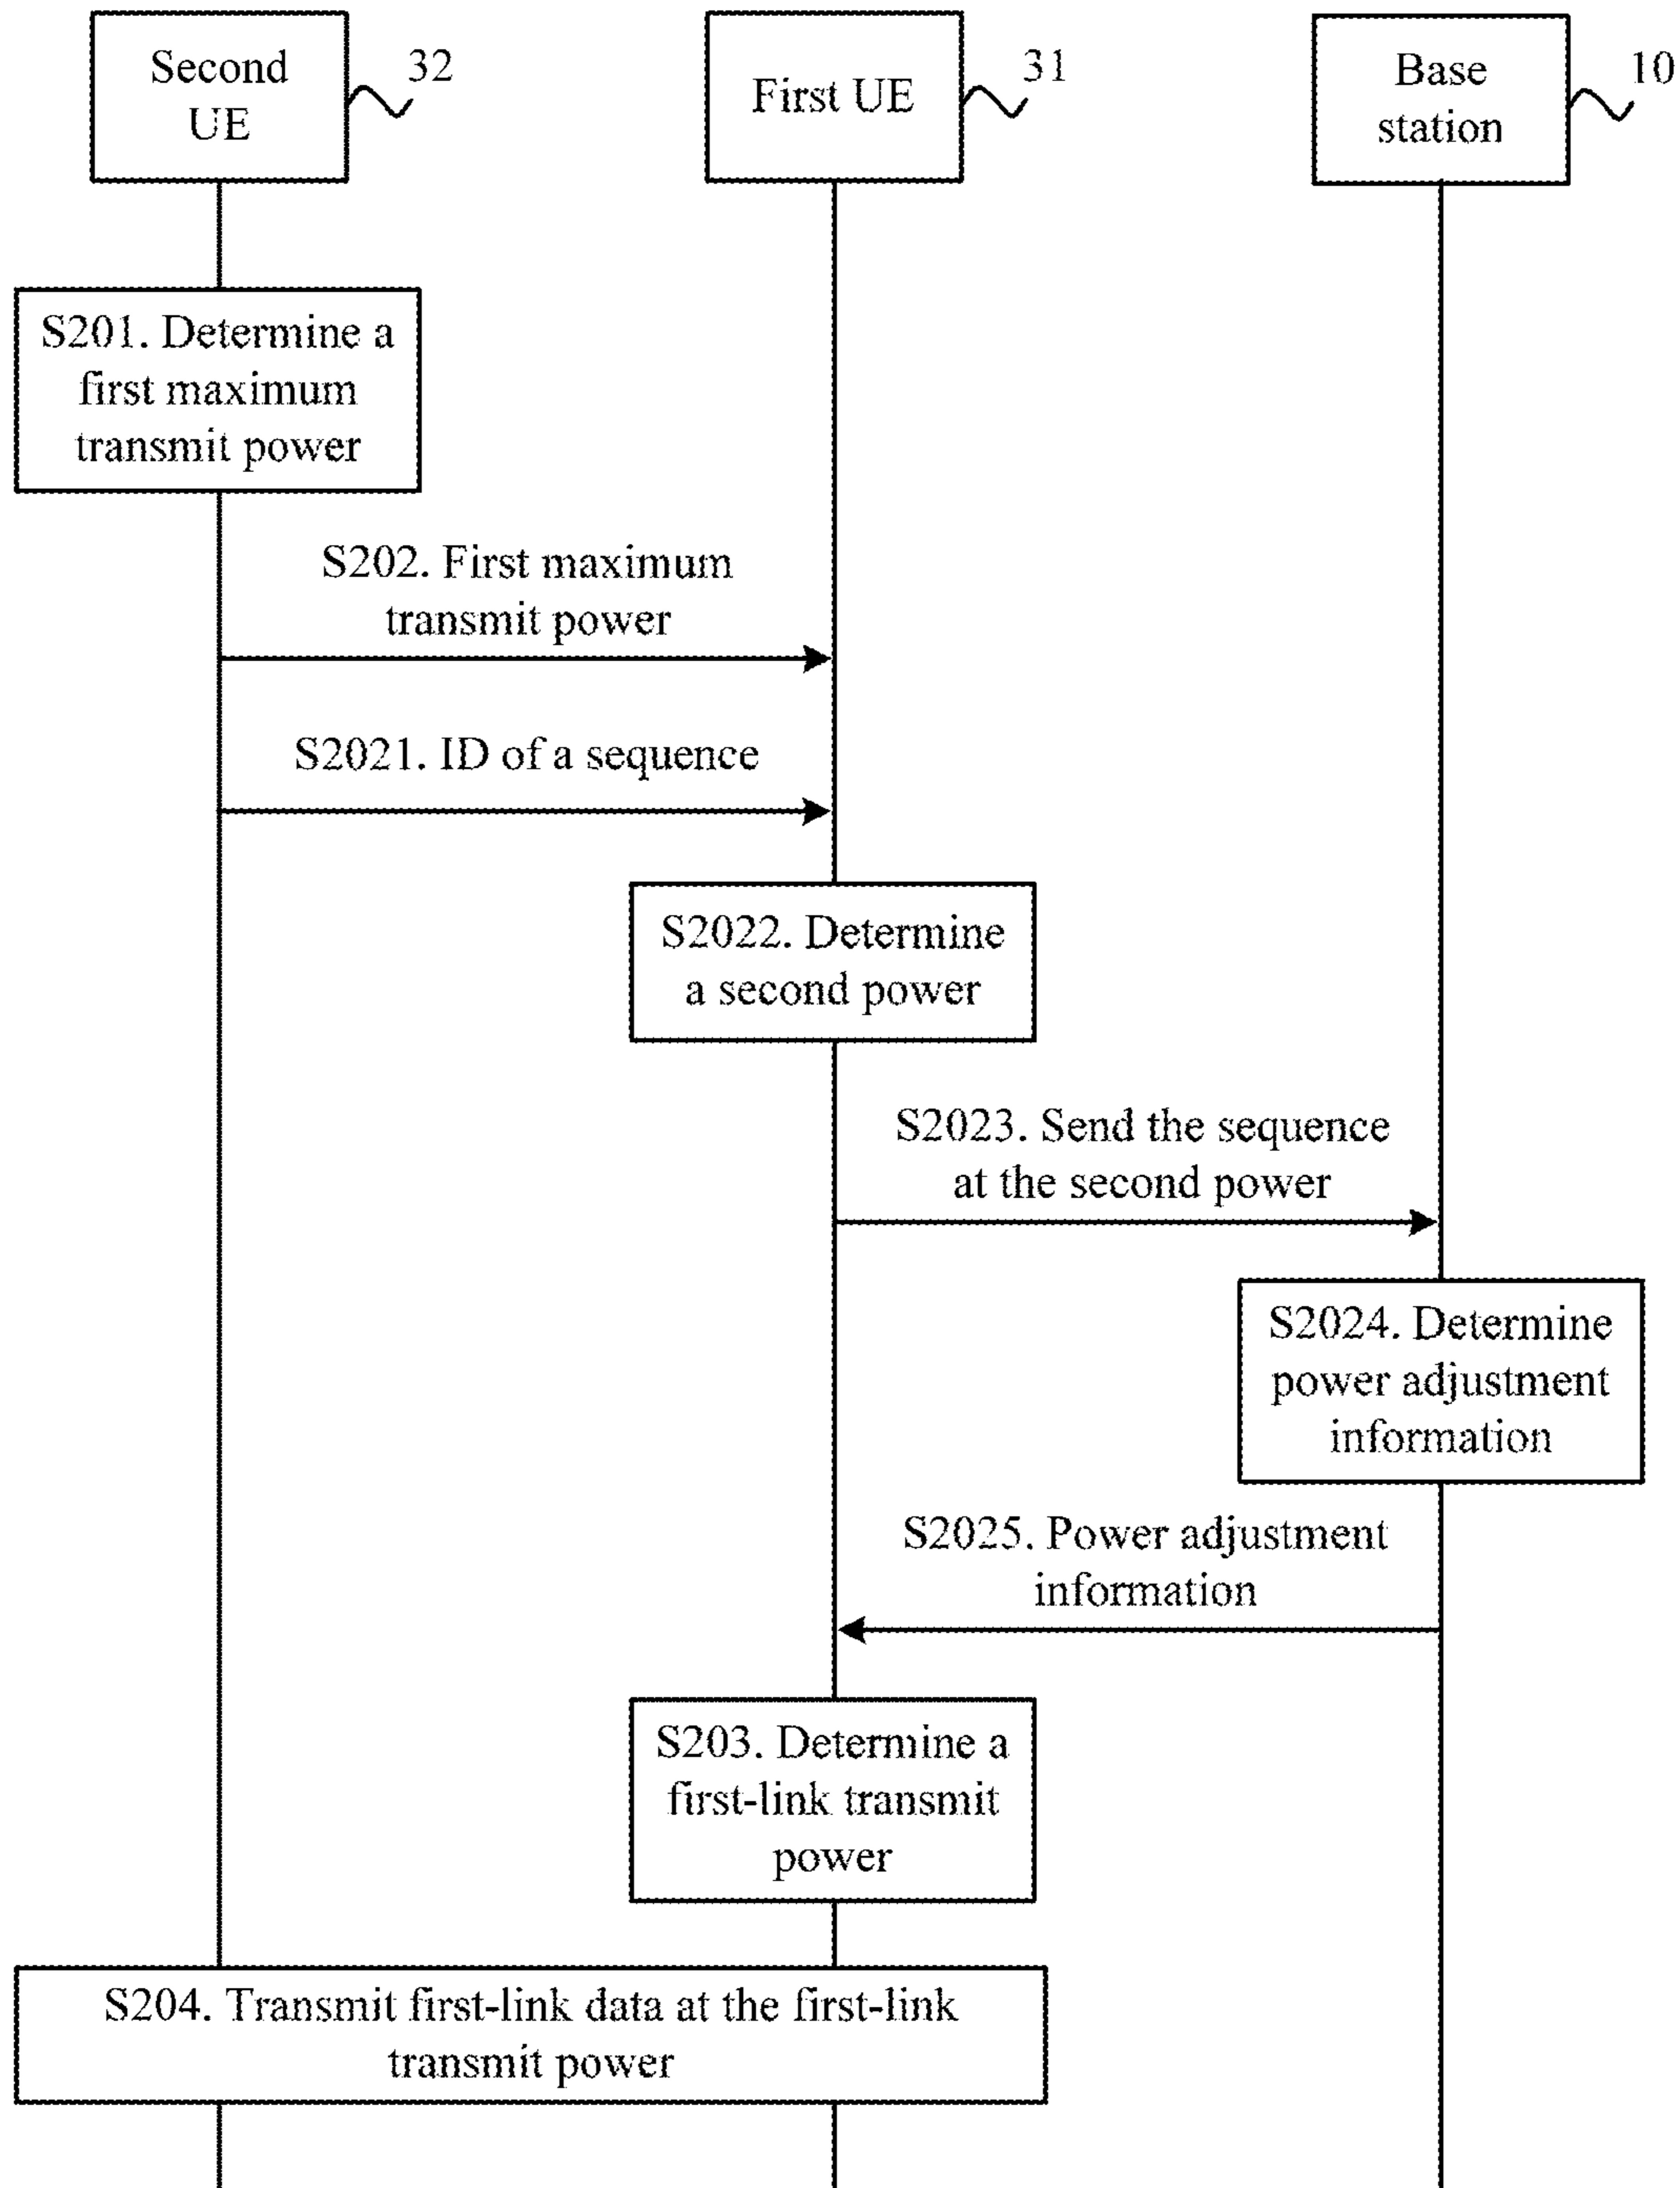 Second
UE
32
First UE
31
Base
station
10
S201. Determine a
first maximum
transmit power
S202. First maximum
transmit power
S2021. ID of a sequence
S2022. Determine
a second power
S2023. Send the sequence
at the second power
S2024. Determine
power adjustment
information
S2025. Power adjustment
information
S203. Determine a
first-link transmit
power
S204. Transmit first-link data at the first-link
transmit power